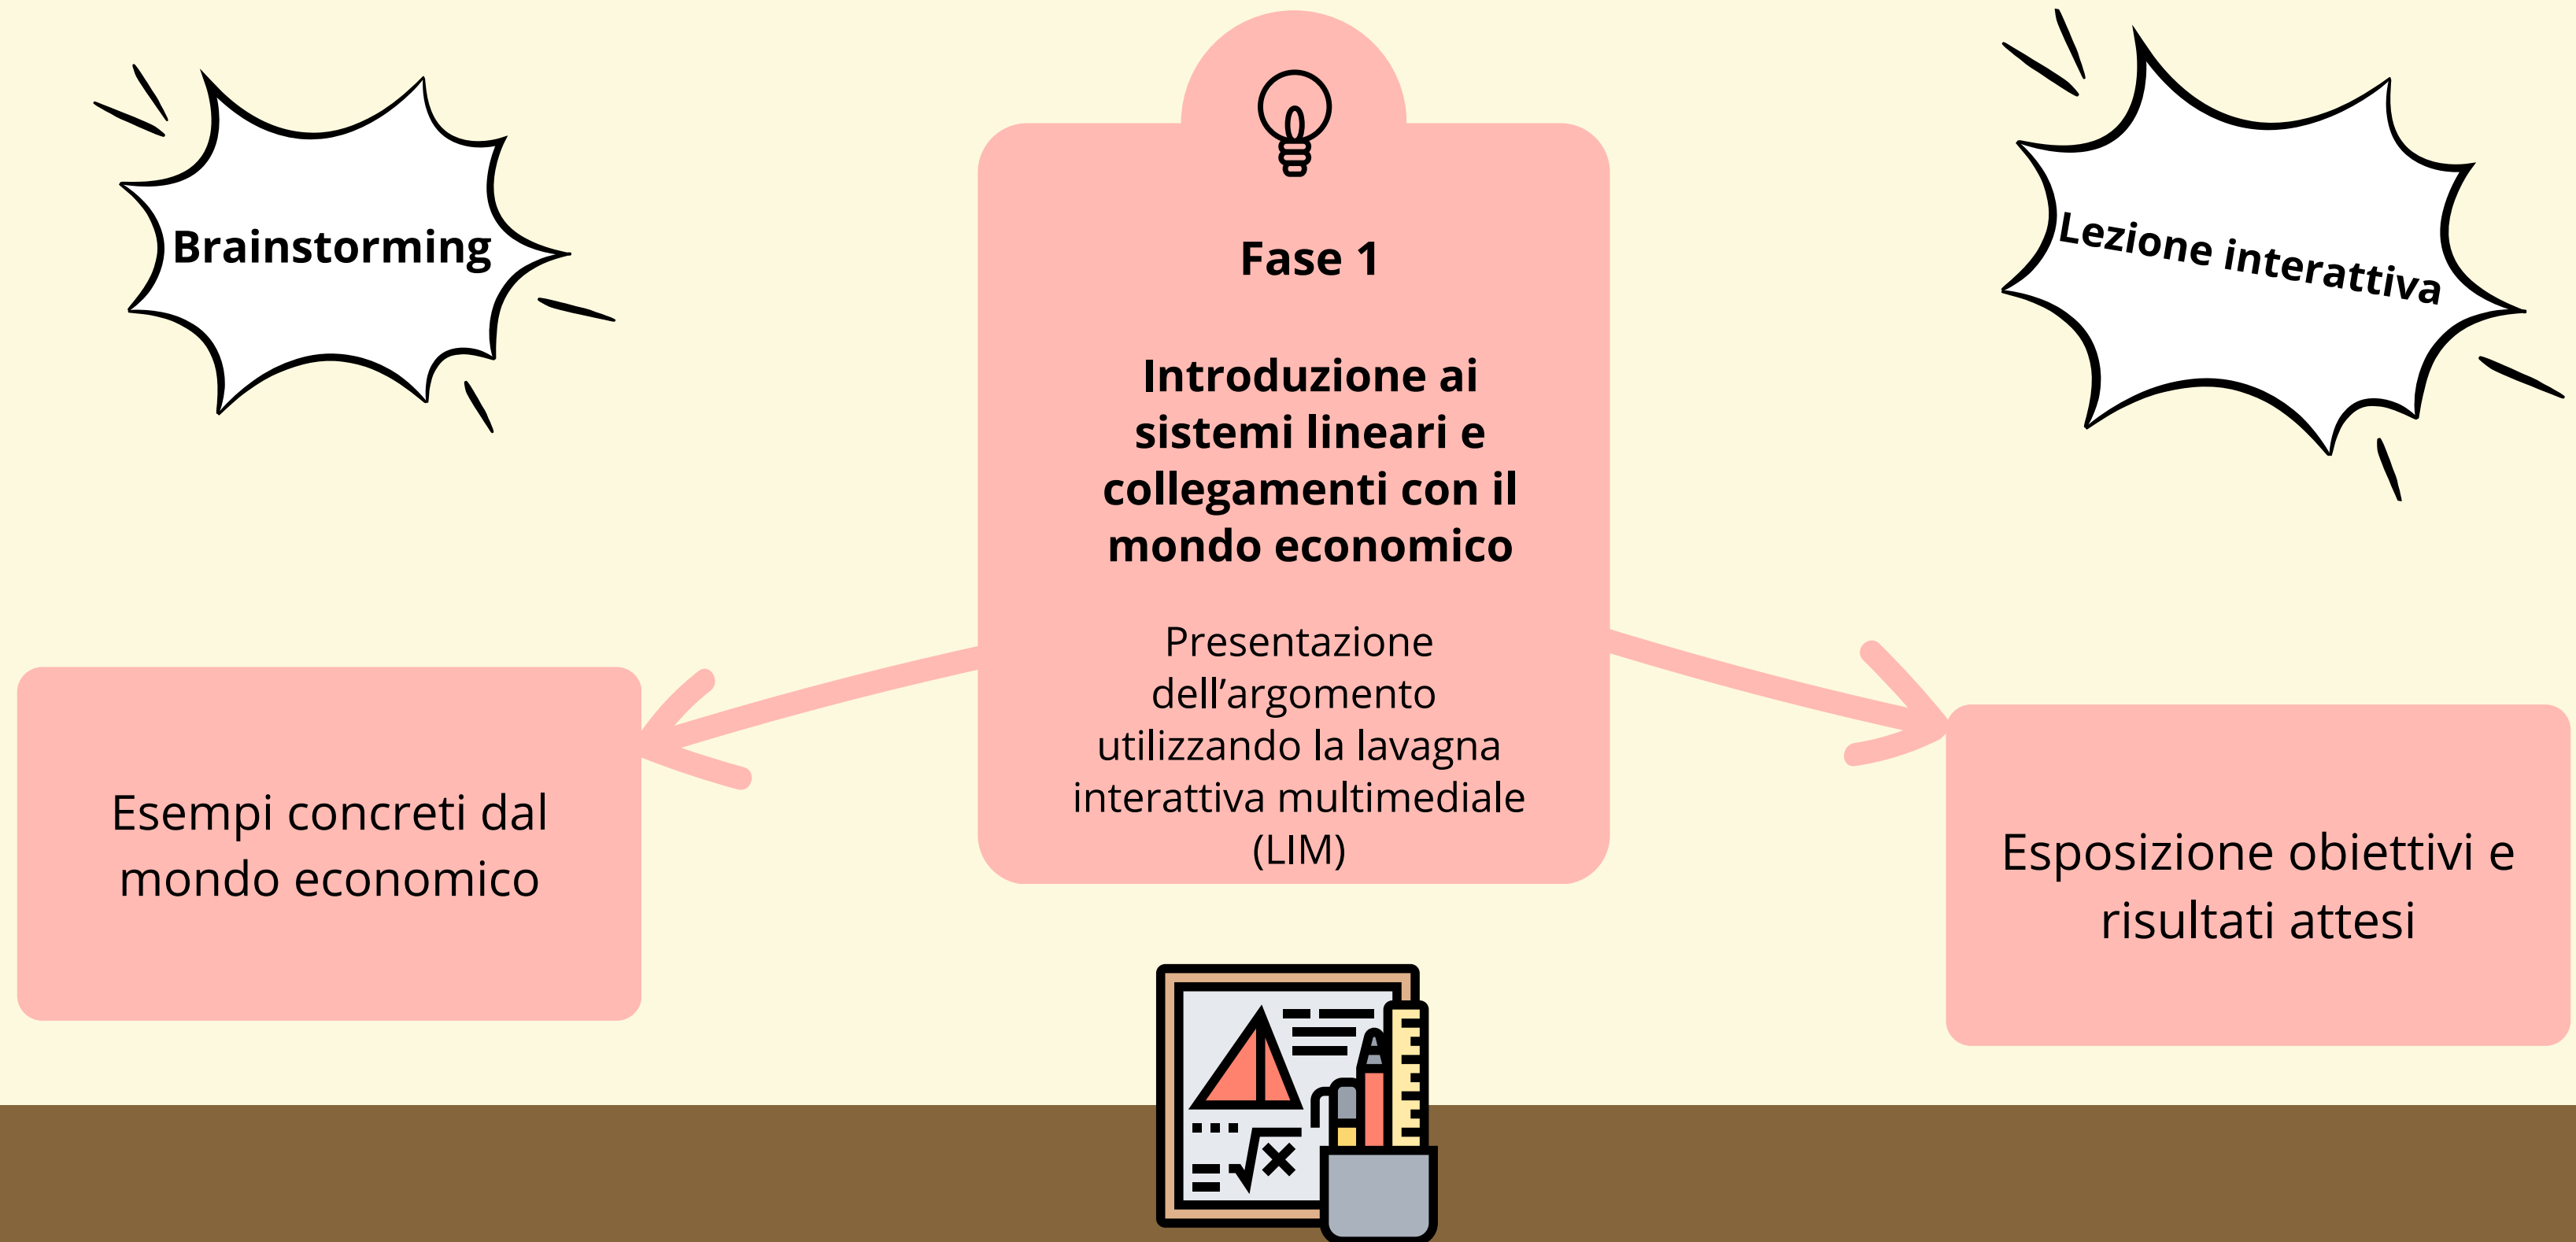 Brainstorming
Fase 1
Introduzione ai
sistemi lineari e
collegamenti con il
mondo economico
Presentazione
dell’argomento
utilizzando la lavagna
interattiva multimediale
(LIM)
Lezione interattiva
Esempi concreti dal
mondo economico
Esposizione obiettivi e
risultati attesi